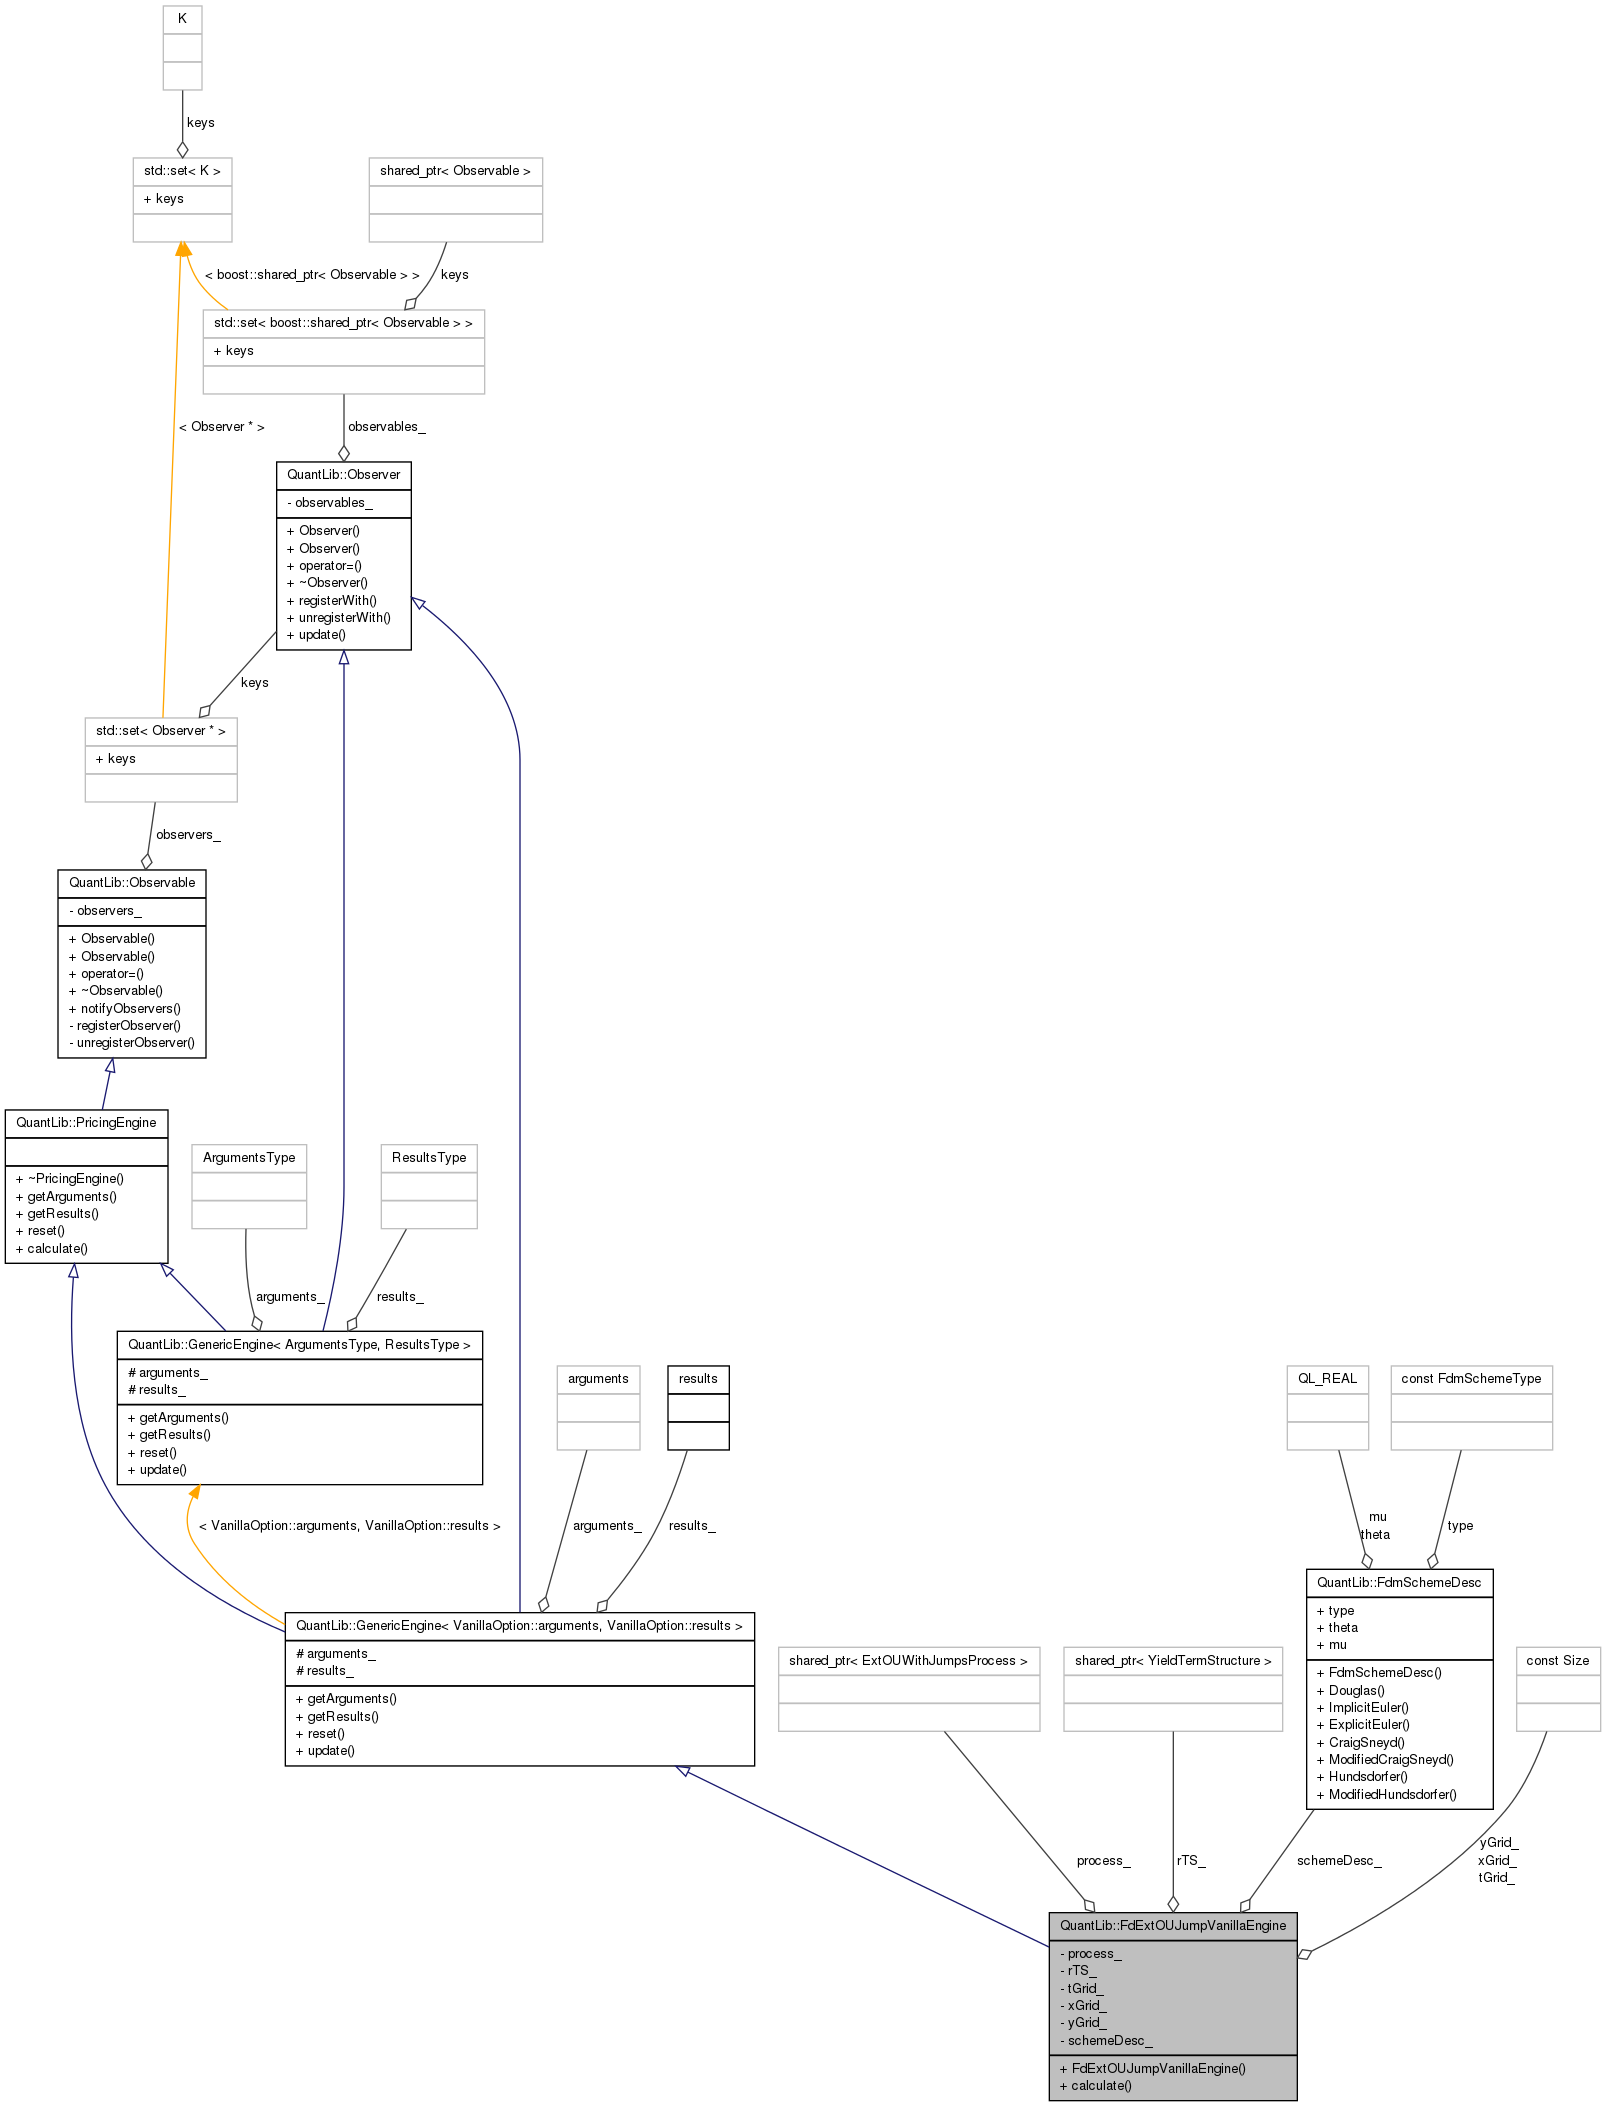 K
keys
std::set< K >
+ keys
shared_ptr< Observable >
< boost::shared_ptr< Observable > >
keys
std::set< boost::shared_ptr< Observable > >
+ keys
< Observer * >
observables_
QuantLib::Observer
- observables_
+ Observer()
+ Observer()
+ operator=()
+ ~Observer()
+ registerWith()
+ unregisterWith()
+ update()
keys
std::set< Observer * >
+ keys
observers_
QuantLib::Observable
- observers_
+ Observable()
+ Observable()
+ operator=()
+ ~Observable()
+ notifyObservers()
- registerObserver()
- unregisterObserver()
QuantLib::PricingEngine
+ ~PricingEngine()
+ getArguments()
+ getResults()
+ reset()
+ calculate()
ArgumentsType
ResultsType
arguments_
results_
QuantLib::GenericEngine< ArgumentsType, ResultsType >
# arguments_
# results_
+ getArguments()
+ getResults()
+ reset()
+ update()
arguments
results
QL_REAL
const FdmSchemeType
< VanillaOption::arguments, VanillaOption::results >
arguments_
results_
mu
theta
type
QuantLib::FdmSchemeDesc
+ type
+ theta
+ mu
+ FdmSchemeDesc()
+ Douglas()
+ ImplicitEuler()
+ ExplicitEuler()
+ CraigSneyd()
+ ModifiedCraigSneyd()
+ Hundsdorfer()
+ ModifiedHundsdorfer()
QuantLib::GenericEngine< VanillaOption::arguments, VanillaOption::results >
# arguments_
# results_
+ getArguments()
+ getResults()
+ reset()
+ update()
shared_ptr< ExtOUWithJumpsProcess >
shared_ptr< YieldTermStructure >
const Size
process_
rTS_
schemeDesc_
yGrid_
xGrid_
tGrid_
QuantLib::FdExtOUJumpVanillaEngine
- process_
- rTS_
- tGrid_
- xGrid_
- yGrid_
- schemeDesc_
+ FdExtOUJumpVanillaEngine()
+ calculate()